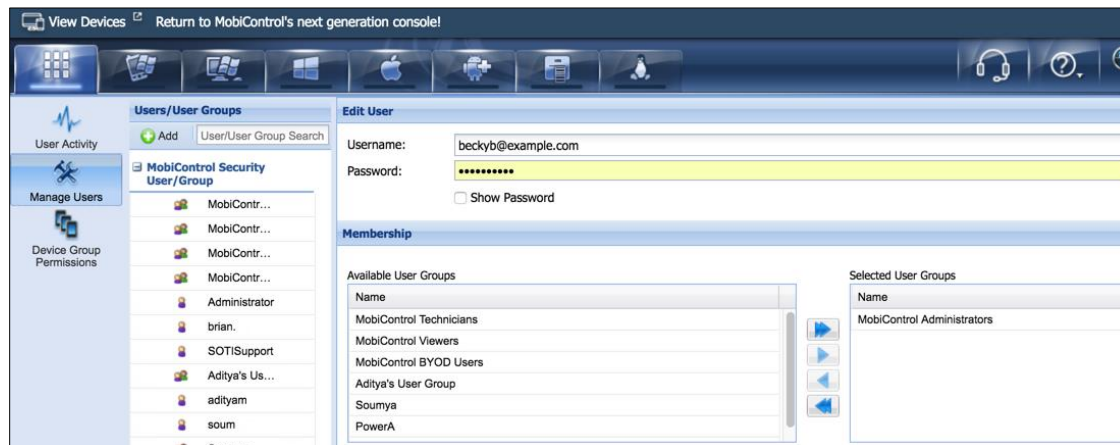 View Devices Return to MobiControl's next generation console!
User Activity
Manage Users
Device Group
Permissions
Users/User Groups
Add User/User Group Search
MobiControl Security
User/Group
MobiContr...
MobiContr...
MobiContr...
MobiContr...
Administrator
brian.
SOTISupport
Aditya's Us...
adityam
soum
Edit User
Username: beckyb@example.com
Password: ••••••••••
Show Password
Membership
Available User Groups
Name
MobiControl Technicians
MobiControl Viewers
MobiControl BYOD Users
Aditya's User Group
Soumya
PowerA
Selected User Groups
Name
MobiControl Administrators